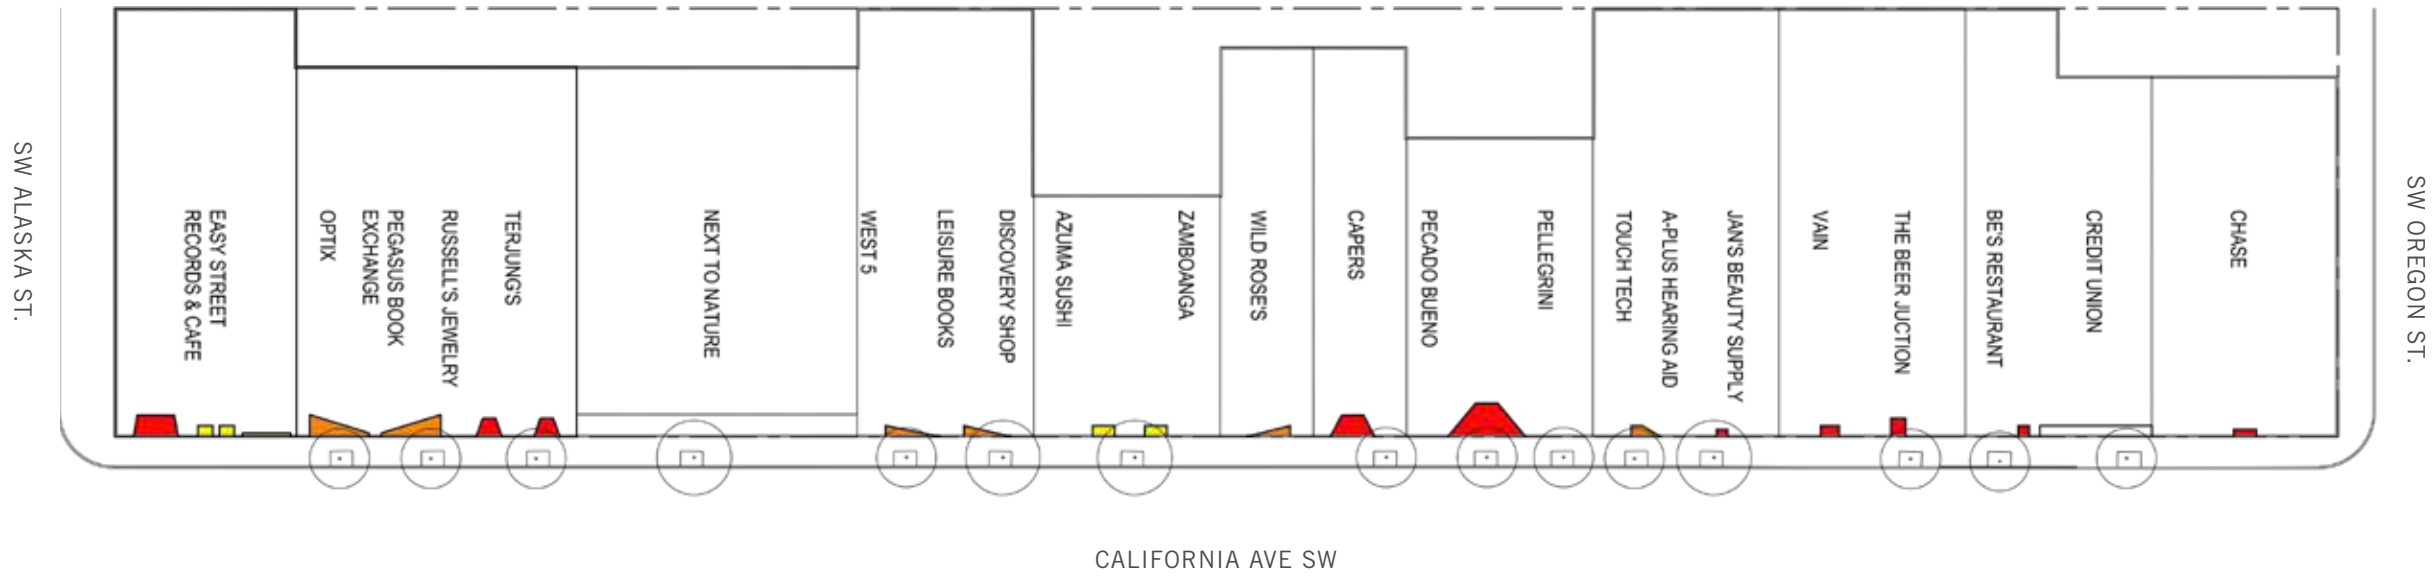 SW ALASKA ST.
EASY STREET
RECORDS & CAFE
OPTIX
PEGASUS BOOK
EXCHANGE
RUSSELL'S JEWELRY
TERJUNG'S
NEXT TO NATURE
WEST 5
LEISURE BOOKS
DISCOVERY SHOP
AZUMA SUSHI
ZAMBOANGA
WILD ROSE'S
CAPERS
PECADO BUENO
PELLEGRINI
TOUCH TECH
A-PLUS HEARING AID
JAN'S BEAUTY SUPPLY
VAIN
THE BEER JUCTION
BE'S RESTAURANT
CREDIT UNION
CHASE
SW OREGON ST.
CALIFORNIA AVE SW